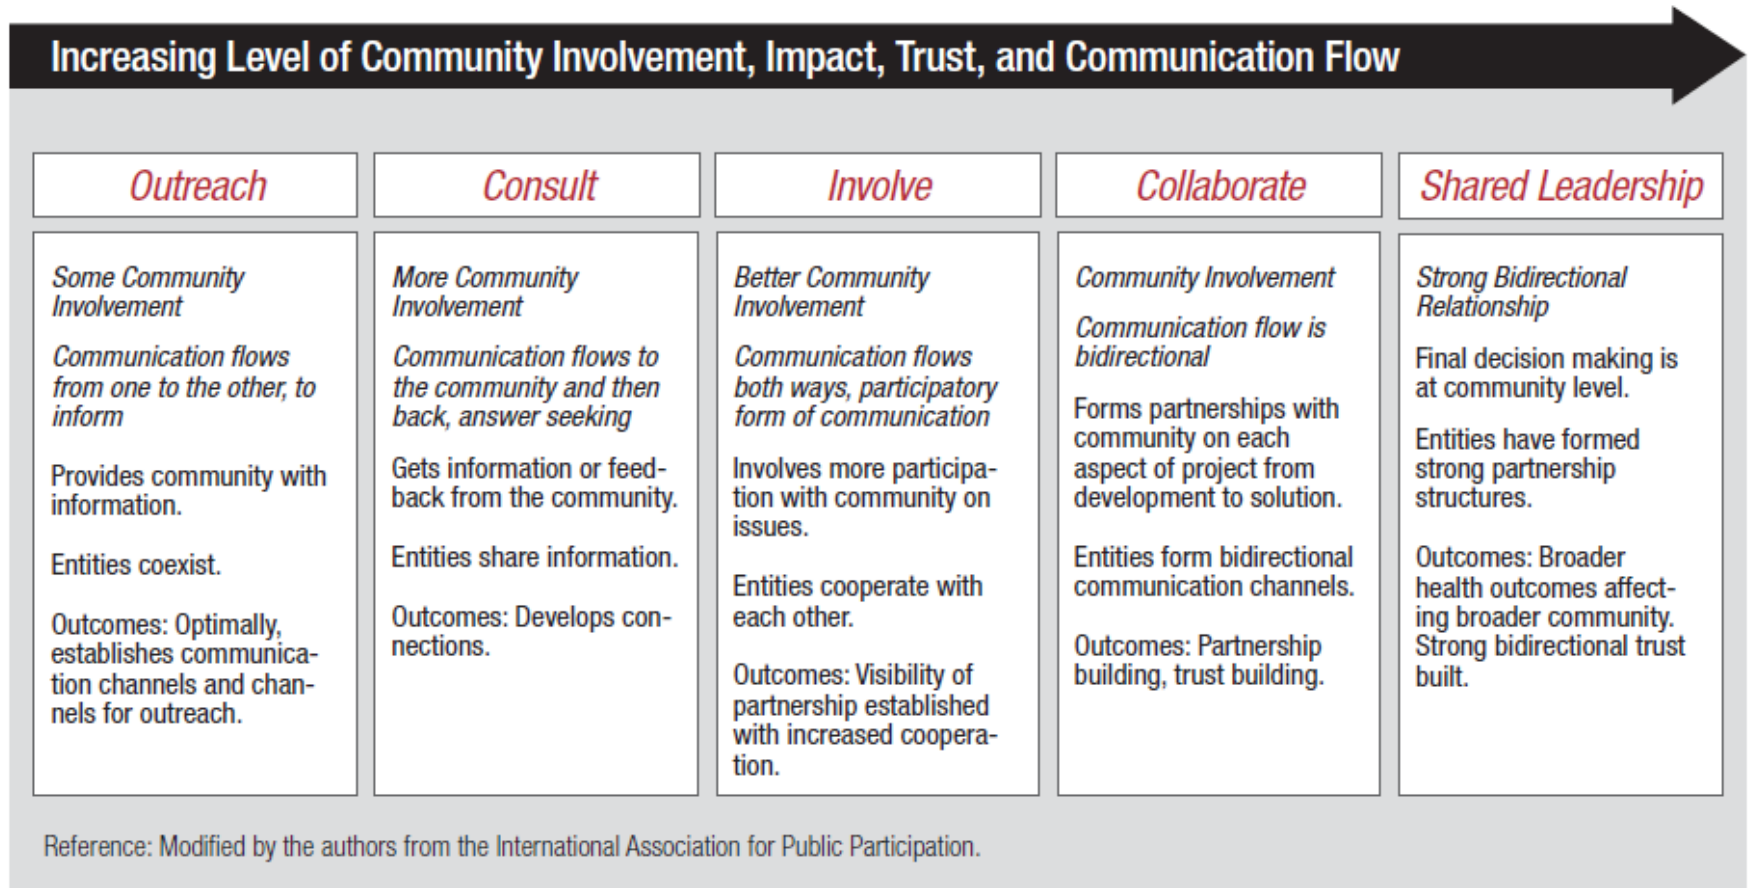 Increasing Level of Community Involvement, Impact, Trust, and Communication Flow
Outreach
Some Community
Involvement
Communication flows
from one to the other, to
inform
Provides community with
information.
Entities coexist.
Outcomes: Optimally,
establishes communica-
tion channels and chan-
nels for outreach.
Consult
More Community
Involvement
Communication flows to
the community and then
back, answer seeking
Gets information or feed-
back from the community.
Entities share information.
Outcomes: Develops con-
nections.
Involve
Better Community
Involvement
Communication flows
both ways, participatory
form of communication
Involves more participa-
tion with community on
issues.
Entities cooperate with
each other.
Outcomes: Visibility of
partnership established
with increased coopera-
tion.
Collaborate
Community Involvement
Communication flow is
bidirectional
Forms partnerships with
community on each
aspect of project from
development to solution.
Entities form bidirectional
communication channels.
Outcomes: Partnership
building, trust building.
Shared Leadership
Strong Bidirectional
Relationship
Final decision making is
at community level.
Entities have formed
strong partnership
structures.
Outcomes: Broader
health outcomes affect-
ing broader community.
Strong bidirectional trust
built.
Reference: Modified by the authors from the International Association for Public Participation.